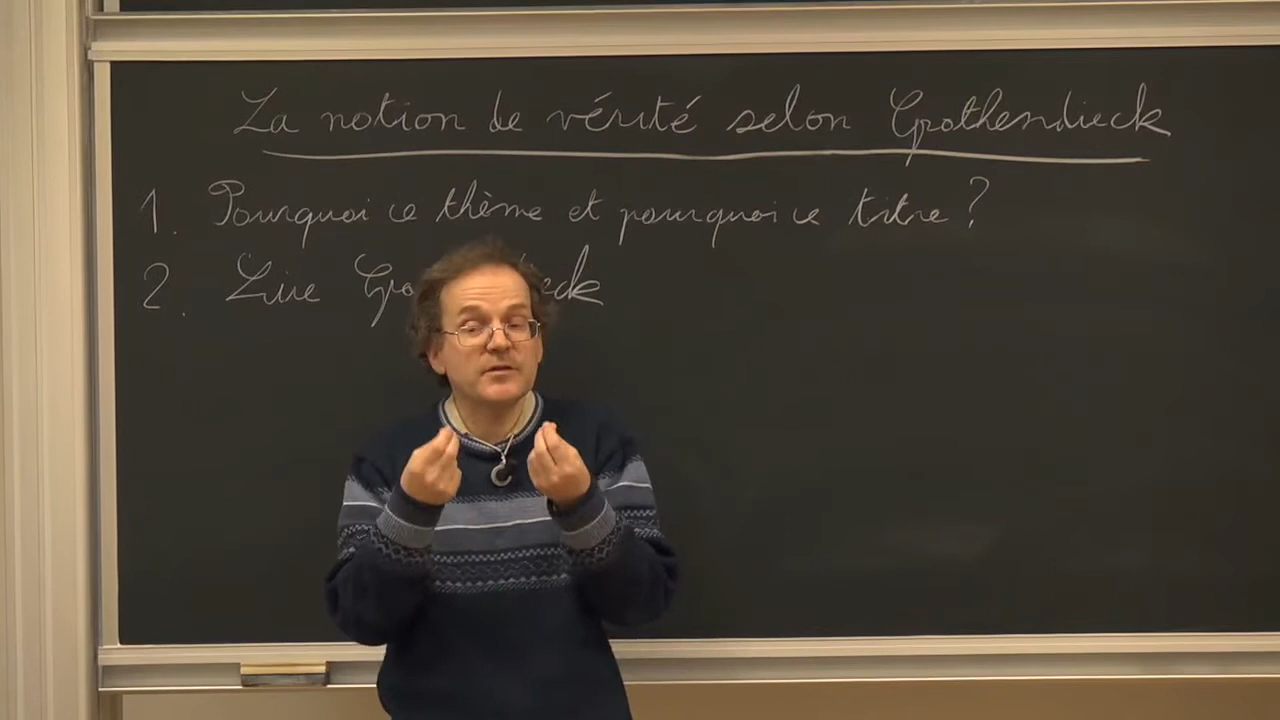 La notion de vérité selon Grothendieck
1. Pourquoi ce thème et pourquoi ce titre ?
2. Lire